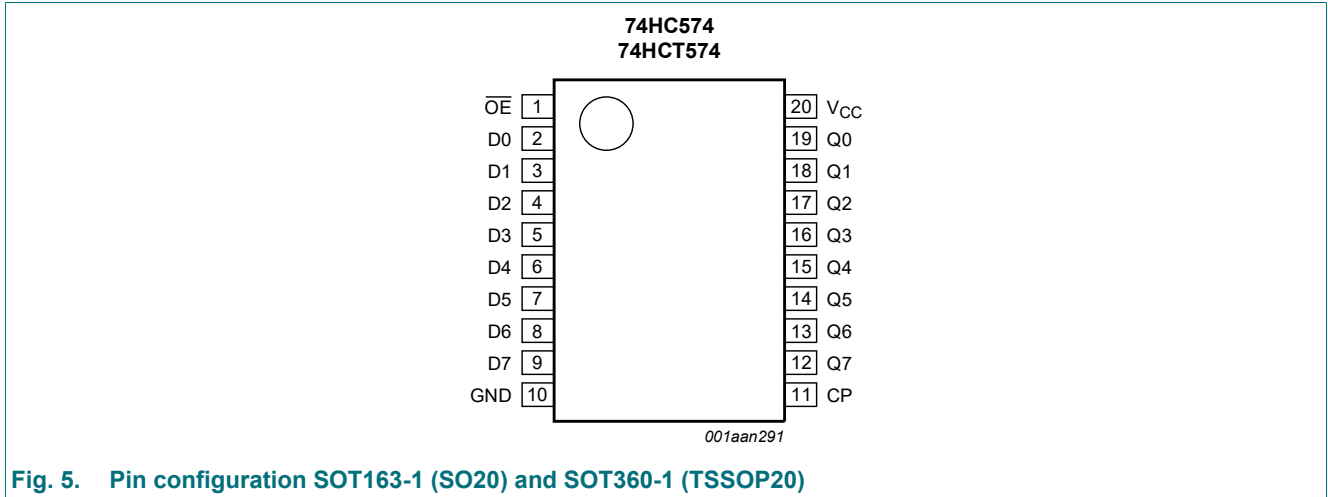 74HC574
74HCT574
OE 1 20 VCC
D0 2 19 Q0
D1 3 18 Q1
D2 4 17 Q2
D3 5 16 Q3
D4 6 15 Q4
D5 7 14 Q5
D6 8 13 Q6
D7 9 12 Q7
GND 10 11 CP
001aan291
Fig. 5. Pin configuration SOT163-1 (SO20) and SOT360-1 (TSSOP20)